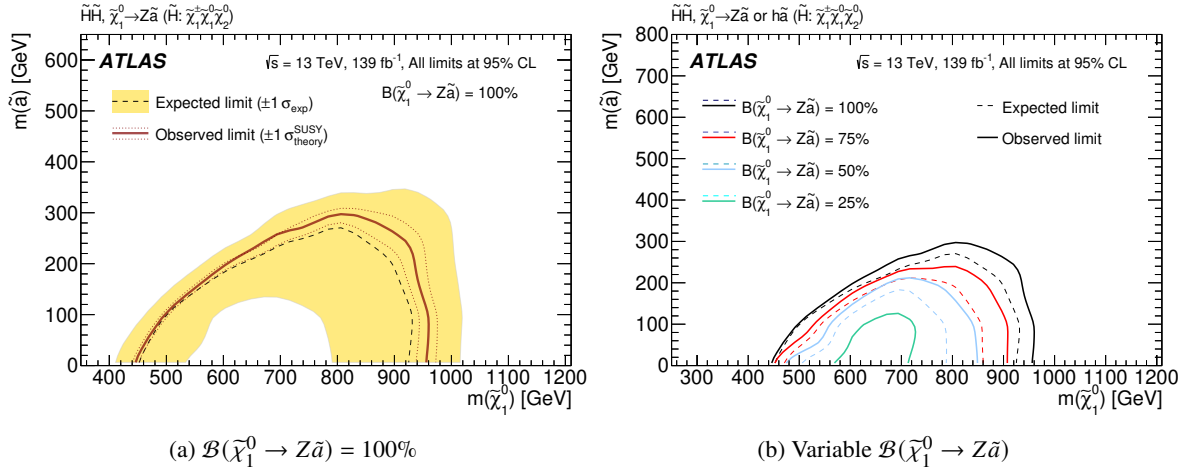 H̃H̃, χ̃₁⁰→Zã (H̃: χ̃₁^±χ̃₁⁰χ̃₂⁰)
ATLAS
√s = 13 TeV, 139 fb⁻¹, All limits at 95% CL
B(χ̃₁⁰ → Zã) = 100%
Expected limit (±1 σ_exp)
Observed limit (±1 σ_theory^SUSY)
m(ã) [GeV]
600
500
400
300
200
100
0
400 500 600 700 800 900 1000 1100 1200
m(χ̃₁⁰) [GeV]
(a) ℬ(χ̃₁⁰ → Zã) = 100%
H̃H̃, χ̃₁⁰→Zã or hã (H̃: χ̃₁^±χ̃₁⁰χ̃₂⁰)
ATLAS
√s = 13 TeV, 139 fb⁻¹, All limits at 95% CL
B(χ̃₁⁰ → Zã) = 100%
B(χ̃₁⁰ → Zã) = 75%
B(χ̃₁⁰ → Zã) = 50%
B(χ̃₁⁰ → Zã) = 25%
Expected limit
Observed limit
m(ã) [GeV]
800
700
600
500
400
300
200
100
0
300 400 500 600 700 800 900 1000 1100 1200
m(χ̃₁⁰) [GeV]
(b) Variable ℬ(χ̃₁⁰ → Zã)